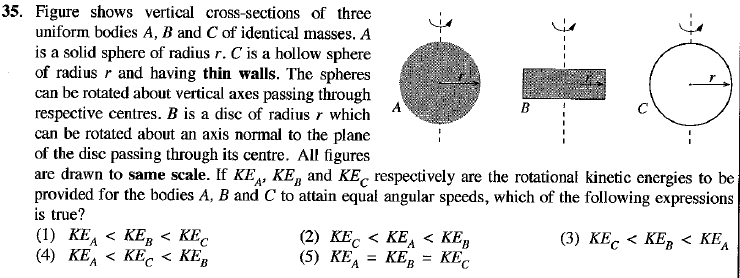 35. Figure shows vertical cross-sections of three
uniform bodies A, B and C of identical masses. A
is a solid sphere of radius r. C is a hollow sphere
of radius r and having thin walls. The spheres
can be rotated about vertical axes passing through
respective centres. B is a disc of radius r which
can be rotated about an axis normal to the plane
of the disc passing through its centre. All figures
are drawn to same scale. If KE_A, KE_B and KE_C respectively are the rotational kinetic energies to be
provided for the bodies A, B and C to attain equal angular speeds, which of the following expressions
is true?
(1) KE_A < KE_B < KE_C (2) KE_C < KE_A < KE_B (3) KE_C < KE_B < KE_A
(4) KE_A < KE_C < KE_B (5) KE_A = KE_B = KE_C
r r r
A B C